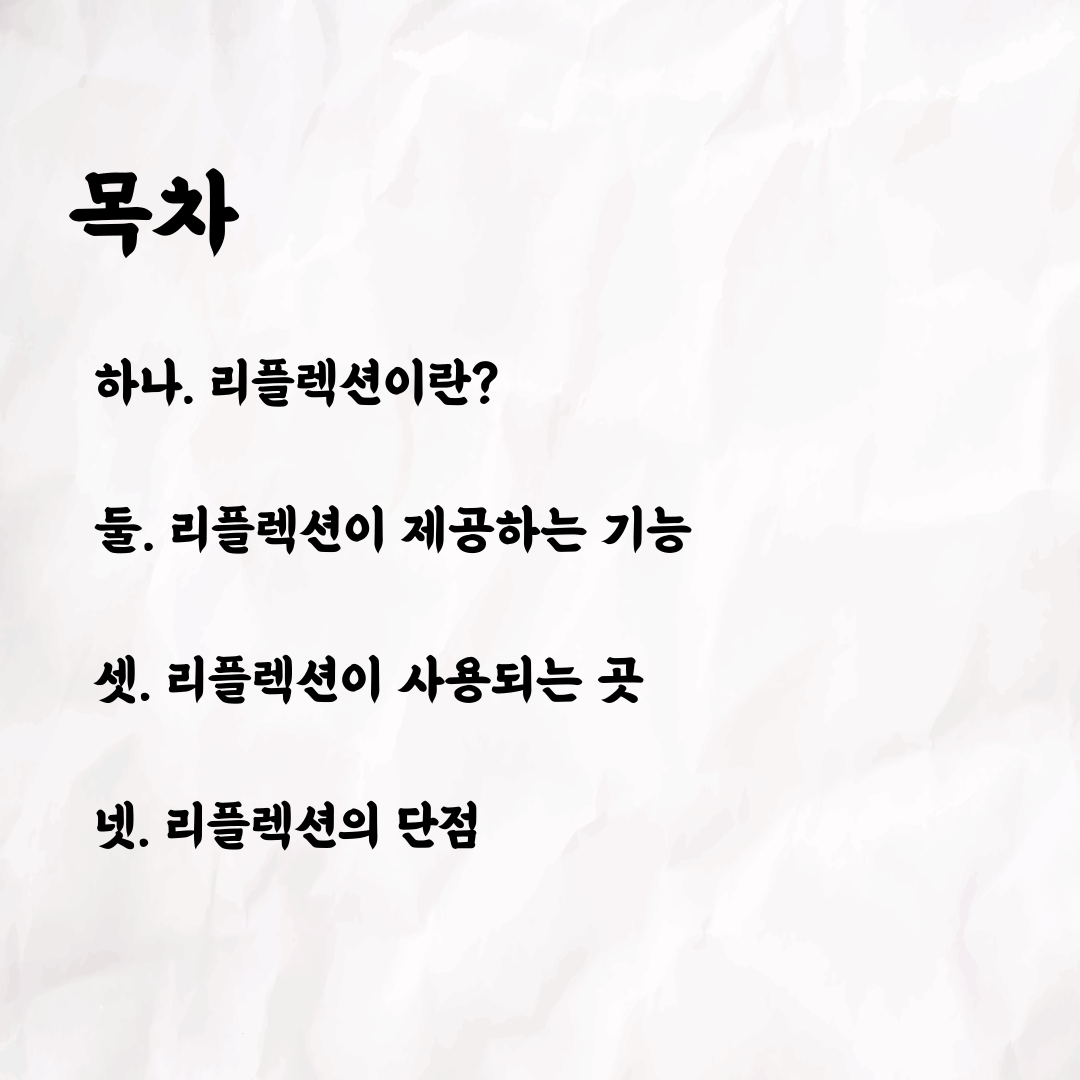 목차
하나. 리플렉션이란?
둘. 리플렉션이 제공하는 기능
셋. 리플렉션이 사용되는 곳
넷. 리플렉션의 단점